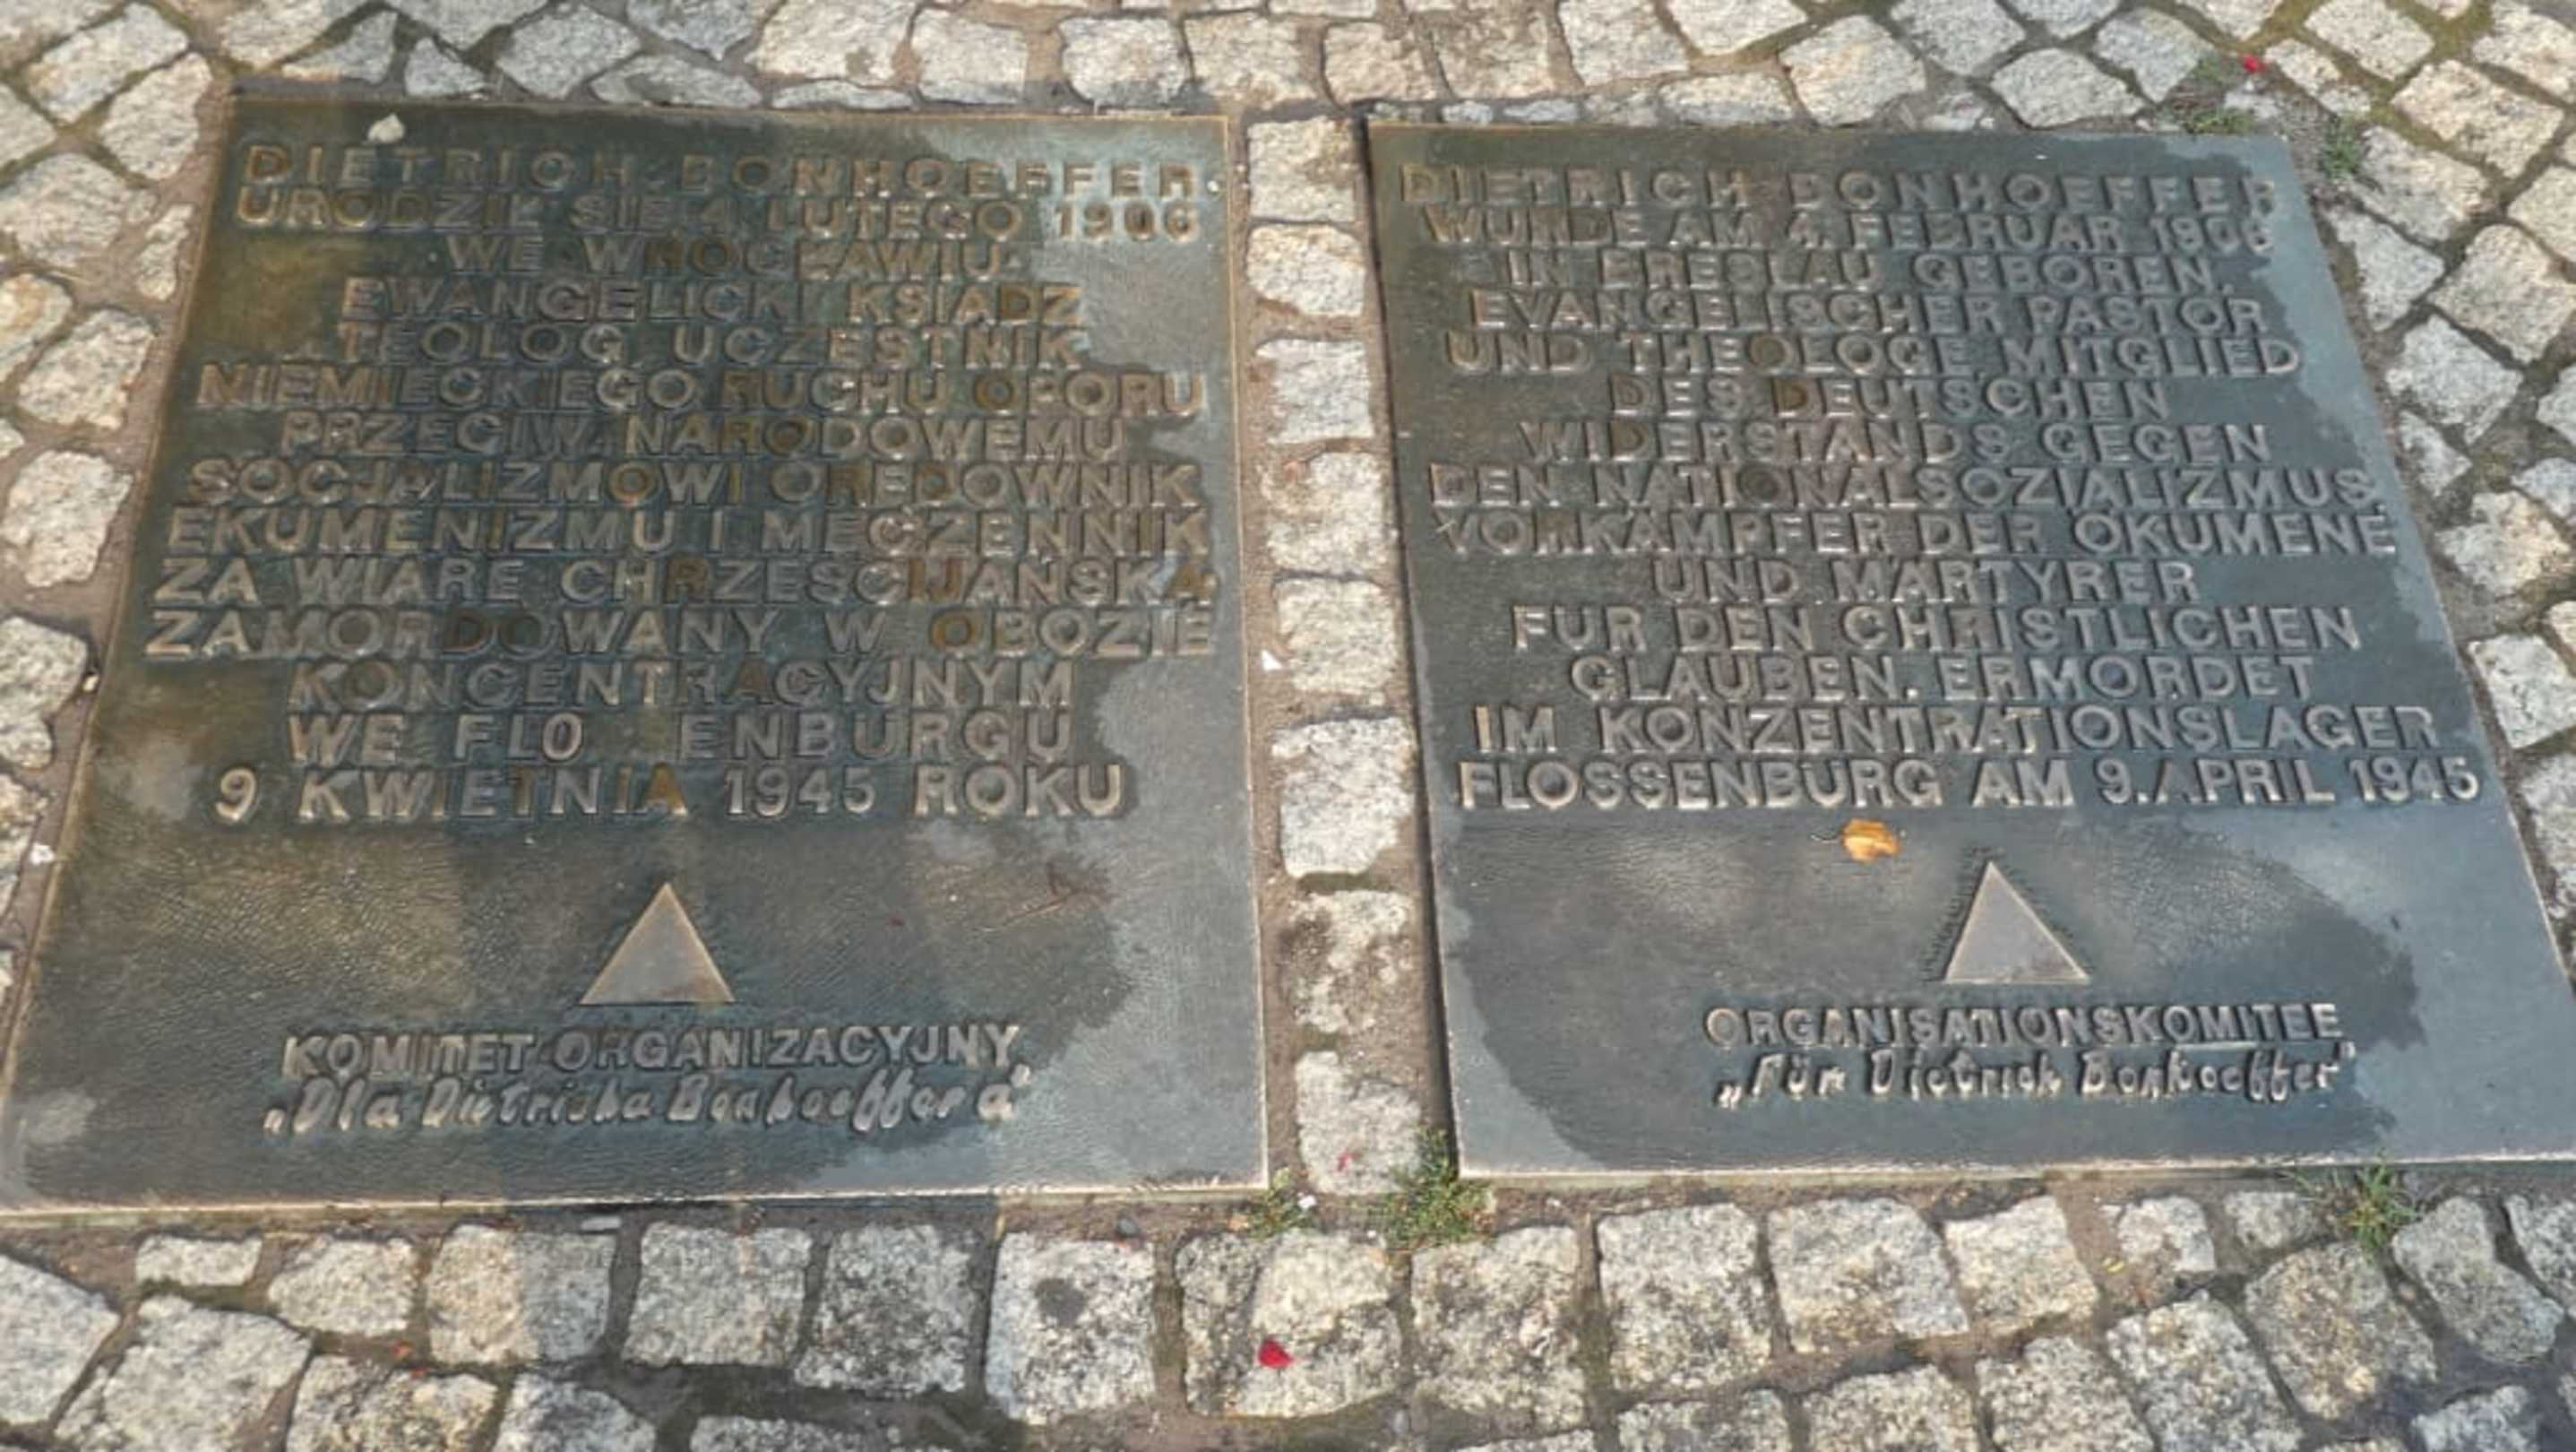 DIETRICH BONHOEFFER
URODZIŁ SIĘ 4 LUTEGO 1906
WE WROCŁAWIU
EWANGELICKI KSIĄDZ
TEOLOG UCZESTNIK
NIEMIECKIEGO RUCHU OPORU
PRZECIW NARODOWEMU
SOCJALIZMOWI ORĘDOWNIK
EKUMENIZMU I MĘCZENNIK
ZA WIARĘ CHRZEŚCIJAŃSKĄ
ZAMORDOWANY W OBOZIE
KONCENTRACYJNYM
WE FLO ENBURGU
9 KWIETNIA 1945 ROKU
KOMITET ORGANIZACYJNY
„Dla Dietricha Bonhoeffera"
DIETRICH BONHOEFFER
WURDE AM 4. FEBRUAR 1906
IN BRESLAU GEBOREN.
EVANGELISCHER PASTOR
UND THEOLOGE MITGLIED
DES DEUTSCHEN
WIDERSTANDS GEGEN
DEN NATIONALSOZIALIZMUS.
VORKÄMPFER DER ÖKUMENE
UND MÄRTYRER
FÜR DEN CHRISTLICHEN
GLAUBEN. ERMORDET
IM KONZENTRATIONSLAGER
FLOSSENBÜRG AM 9. APRIL 1945
ORGANISATIONSKOMITEE
„Für Dietrich Bonhoeffer"